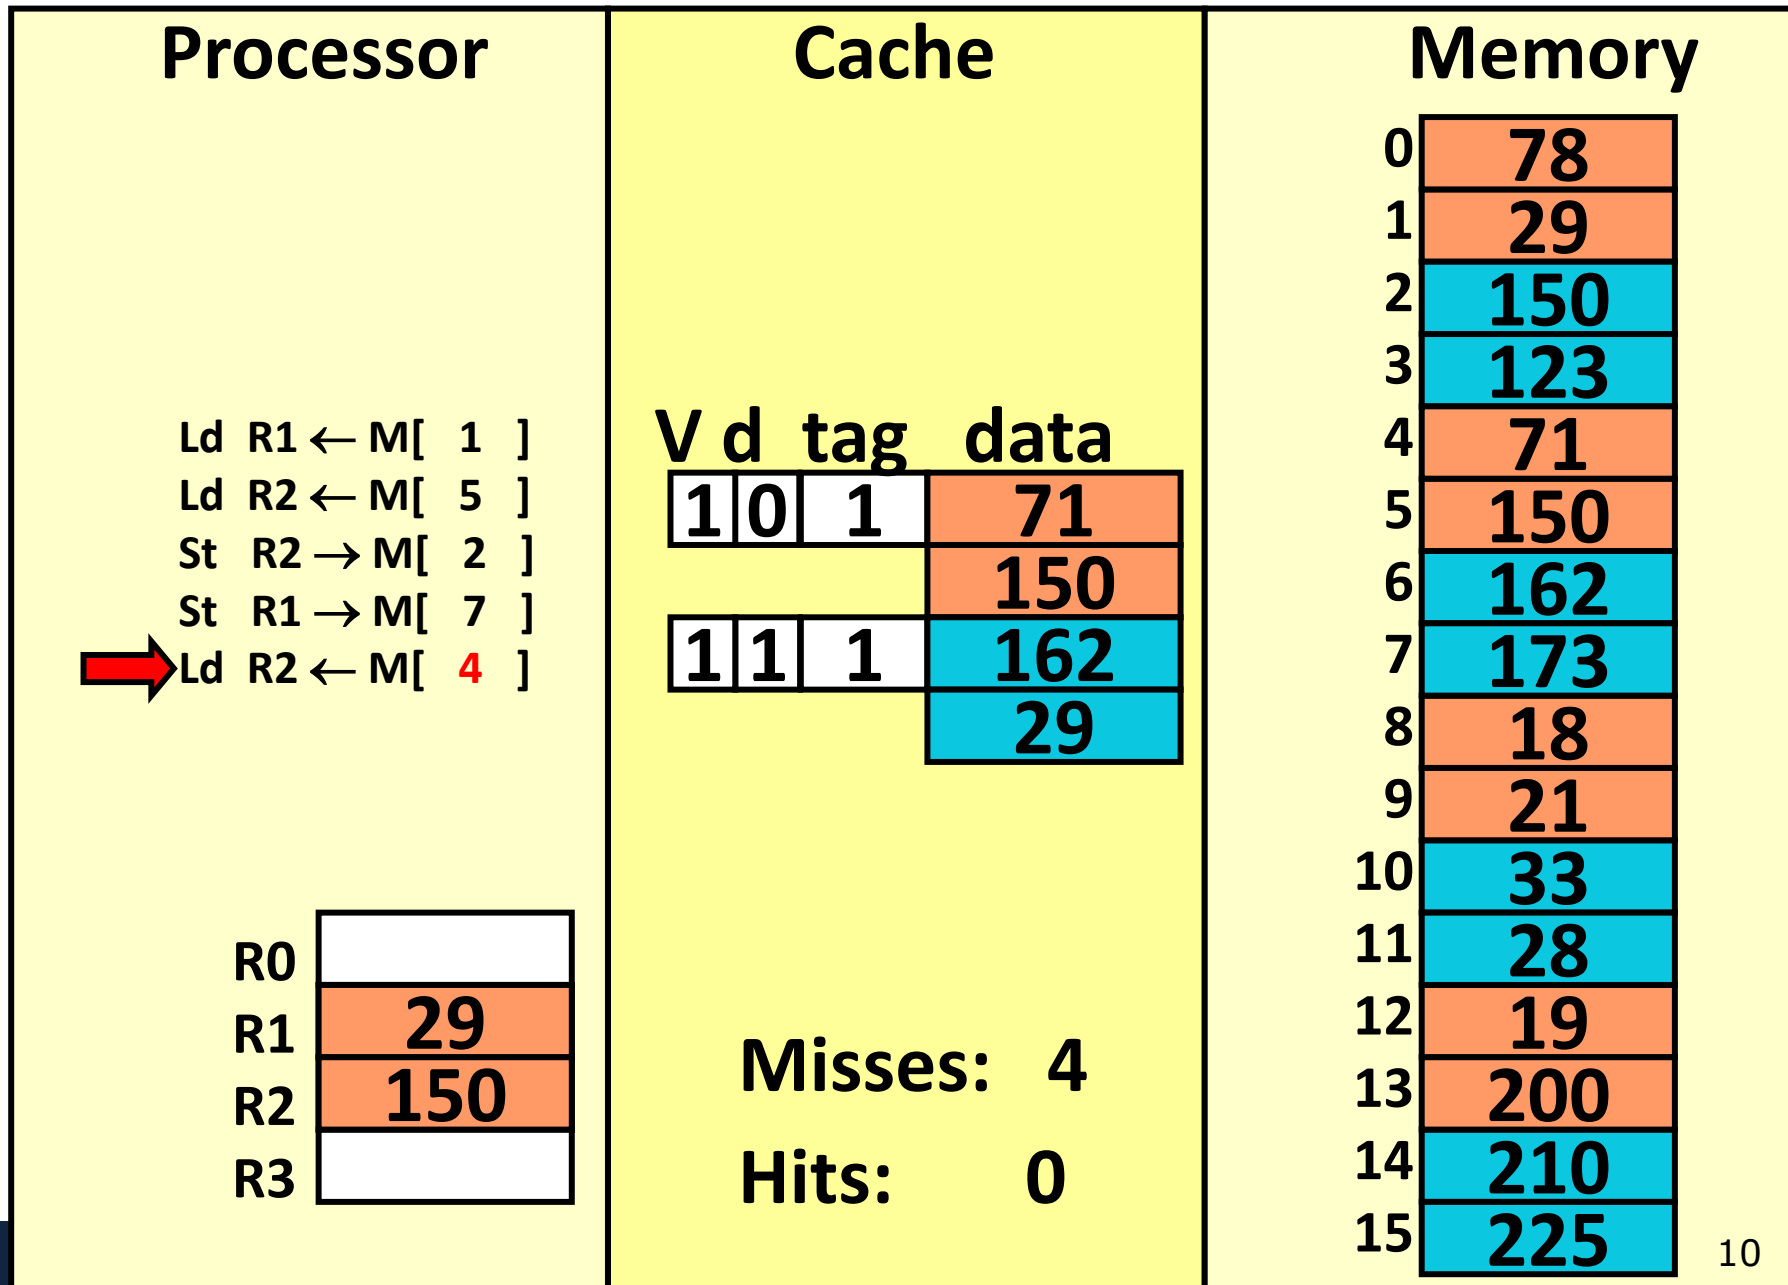 Processor
Ld R1 ← M[ 1 ]
Ld R2 ← M[ 5 ]
St R2 → M[ 2 ]
St R1 → M[ 7 ]
Ld R2 ← M[ 4 ]
R0
R1 29
R2 150
R3
Cache
V d tag data
1 0 1 71
150
1 1 1 162
29
Misses: 4
Hits: 0
Memory
0 78
1 29
2 150
3 123
4 71
5 150
6 162
7 173
8 18
9 21
10 33
11 28
12 19
13 200
14 210
15 225
10